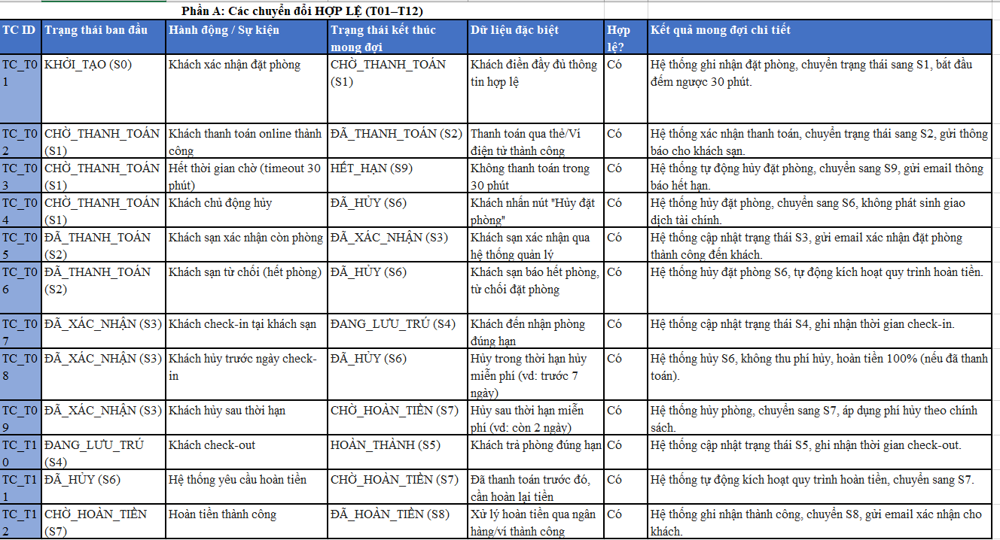 Phần A: Các chuyển đổi HỢP LỆ (T01–T12)
TC ID | Trạng thái ban đầu | Hành động / Sự kiện | Trạng thái kết thúc mong đợi | Dữ liệu đặc biệt | Hợp lệ? | Kết quả mong đợi chi tiết
TC_T01 | KHỞI_TẠO (S0) | Khách xác nhận đặt phòng | CHỜ_THANH_TOÁN (S1) | Khách điền đầy đủ thông tin hợp lệ | Có | Hệ thống ghi nhận đặt phòng, chuyển trạng thái sang S1, bắt đầu đếm ngược 30 phút.
TC_T02 | CHỜ_THANH_TOÁN (S1) | Khách thanh toán online thành công | ĐÃ_THANH_TOÁN (S2) | Thanh toán qua thẻ/Ví điện tử thành công | Có | Hệ thống xác nhận thanh toán, chuyển trạng thái sang S2, gửi thông báo cho khách sạn.
TC_T03 | CHỜ_THANH_TOÁN (S1) | Hết thời gian chờ (timeout 30 phút) | HẾT_HẠN (S9) | Không thanh toán trong 30 phút | Có | Hệ thống tự động hủy đặt phòng, chuyển sang S9, gửi email thông báo hết hạn.
TC_T04 | CHỜ_THANH_TOÁN (S1) | Khách chủ động hủy | ĐÃ_HỦY (S6) | Khách nhấn nút "Hủy đặt phòng" | Có | Hệ thống hủy đặt phòng, chuyển sang S6, không phát sinh giao dịch tài chính.
TC_T05 | ĐÃ_THANH_TOÁN (S2) | Khách sạn xác nhận còn phòng | ĐÃ_XÁC_NHẬN (S3) | Khách sạn xác nhận qua hệ thống quản lý | Có | Hệ thống cập nhật trạng thái S3, gửi email xác nhận đặt phòng thành công đến khách.
TC_T06 | ĐÃ_THANH_TOÁN (S2) | Khách sạn từ chối (hết phòng) | ĐÃ_HỦY (S6) | Khách sạn báo hết phòng, từ chối đặt phòng | Có | Hệ thống hủy đặt phòng S6, tự động kích hoạt quy trình hoàn tiền.
TC_T07 | ĐÃ_XÁC_NHẬN (S3) | Khách check-in tại khách sạn | ĐANG_LƯU_TRÚ (S4) | Khách đến nhận phòng đúng hạn | Có | Hệ thống cập nhật trạng thái S4, ghi nhận thời gian check-in.
TC_T08 | ĐÃ_XÁC_NHẬN (S3) | Khách hủy trước ngày check-in | ĐÃ_HỦY (S6) | Hủy trong thời hạn hủy miễn phí (vd: trước 7 ngày) | Có | Hệ thống hủy S6, không thu phí hủy, hoàn tiền 100% (nếu đã thanh toán).
TC_T09 | ĐÃ_XÁC_NHẬN (S3) | Khách hủy sau thời hạn | CHỜ_HOÀN_TIỀN (S7) | Hủy sau thời hạn miễn phí (vd: còn 2 ngày) | Có | Hệ thống hủy phòng, chuyển sang S7, áp dụng phí hủy theo chính sách.
TC_T10 | ĐANG_LƯU_TRÚ (S4) | Khách check-out | HOÀN_THÀNH (S5) | Khách trả phòng đúng hạn | Có | Hệ thống cập nhật trạng thái S5, ghi nhận thời gian check-out.
TC_T11 | ĐÃ_HỦY (S6) | Hệ thống yêu cầu hoàn tiền | CHỜ_HOÀN_TIỀN (S7) | Đã thanh toán trước đó, cần hoàn lại tiền | Có | Hệ thống tự động kích hoạt quy trình hoàn tiền, chuyển sang S7.
TC_T12 | CHỜ_HOÀN_TIỀN (S7) | Hoàn tiền thành công | ĐÃ_HOÀN_TIỀN (S8) | Xử lý hoàn tiền qua ngân hàng/ví thành công | Có | Hệ thống ghi nhận thành công, chuyển S8, gửi email xác nhận cho khách.